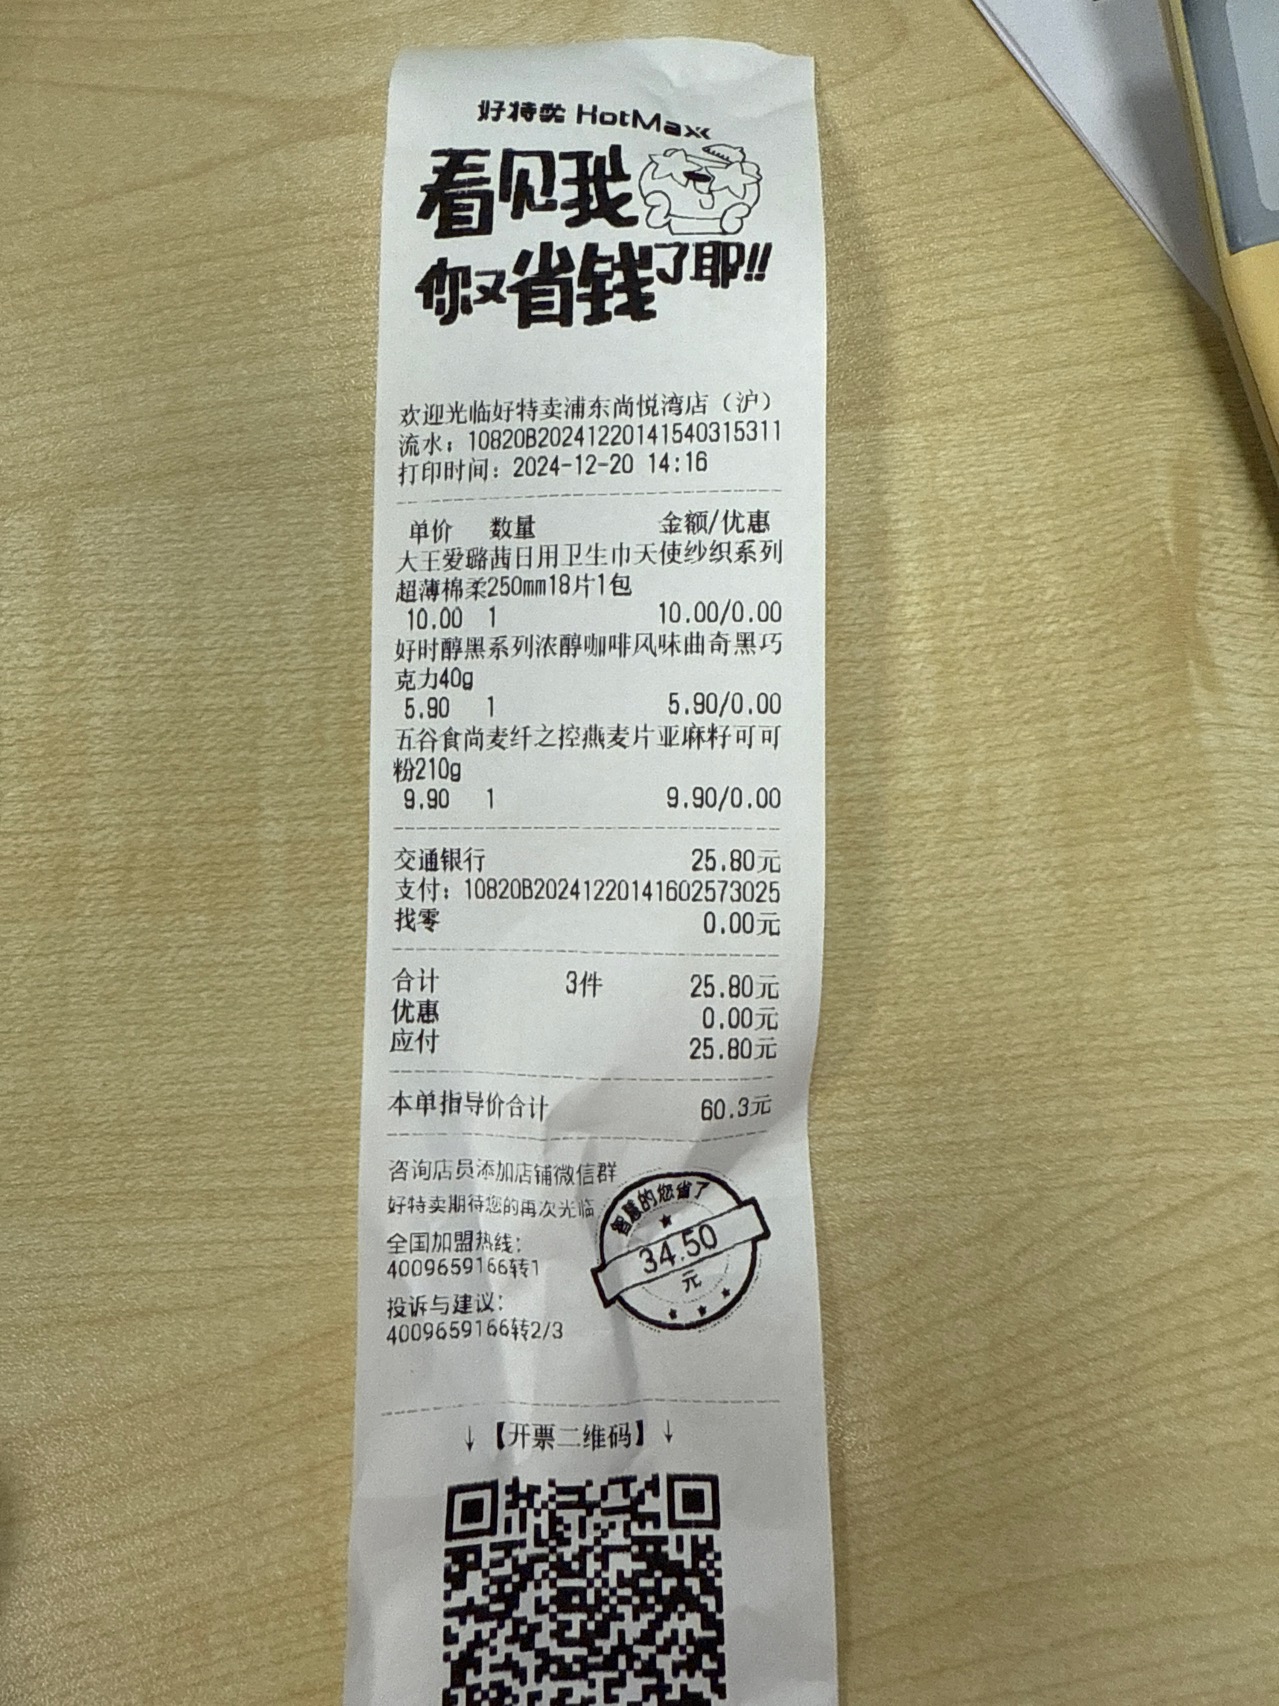 好特卖 HotMaxx
看见我
你又省钱了耶!!
欢迎光临好特卖浦东尚悦湾店（沪）
流水：10820B20241220141540315311
打印时间：2024-12-20 14:16
单价 数量 金额/优惠
大王爱璐茜日用卫生巾天使纱织系列
超薄棉柔250mm18片1包
10.00 1 10.00/0.00
好时醇黑系列浓醇咖啡风味曲奇黑巧
克力40g
5.90 1 5.90/0.00
五谷食尚麦纤之控燕麦片亚麻籽可可
粉210g
9.90 1 9.90/0.00
交通银行 25.80元
支付：10820B20241220141602573025
找零 0.00元
合计 3件 25.80元
优惠 0.00元
应付 25.80元
本单指导价合计 60.3元
咨询店员添加店铺微信群
好特卖期待您的再次光临
全国加盟热线：
4009659166转1
投诉与建议：
4009659166转2/3
智慧的您省了
34.50
元
↓【开票二维码】↓